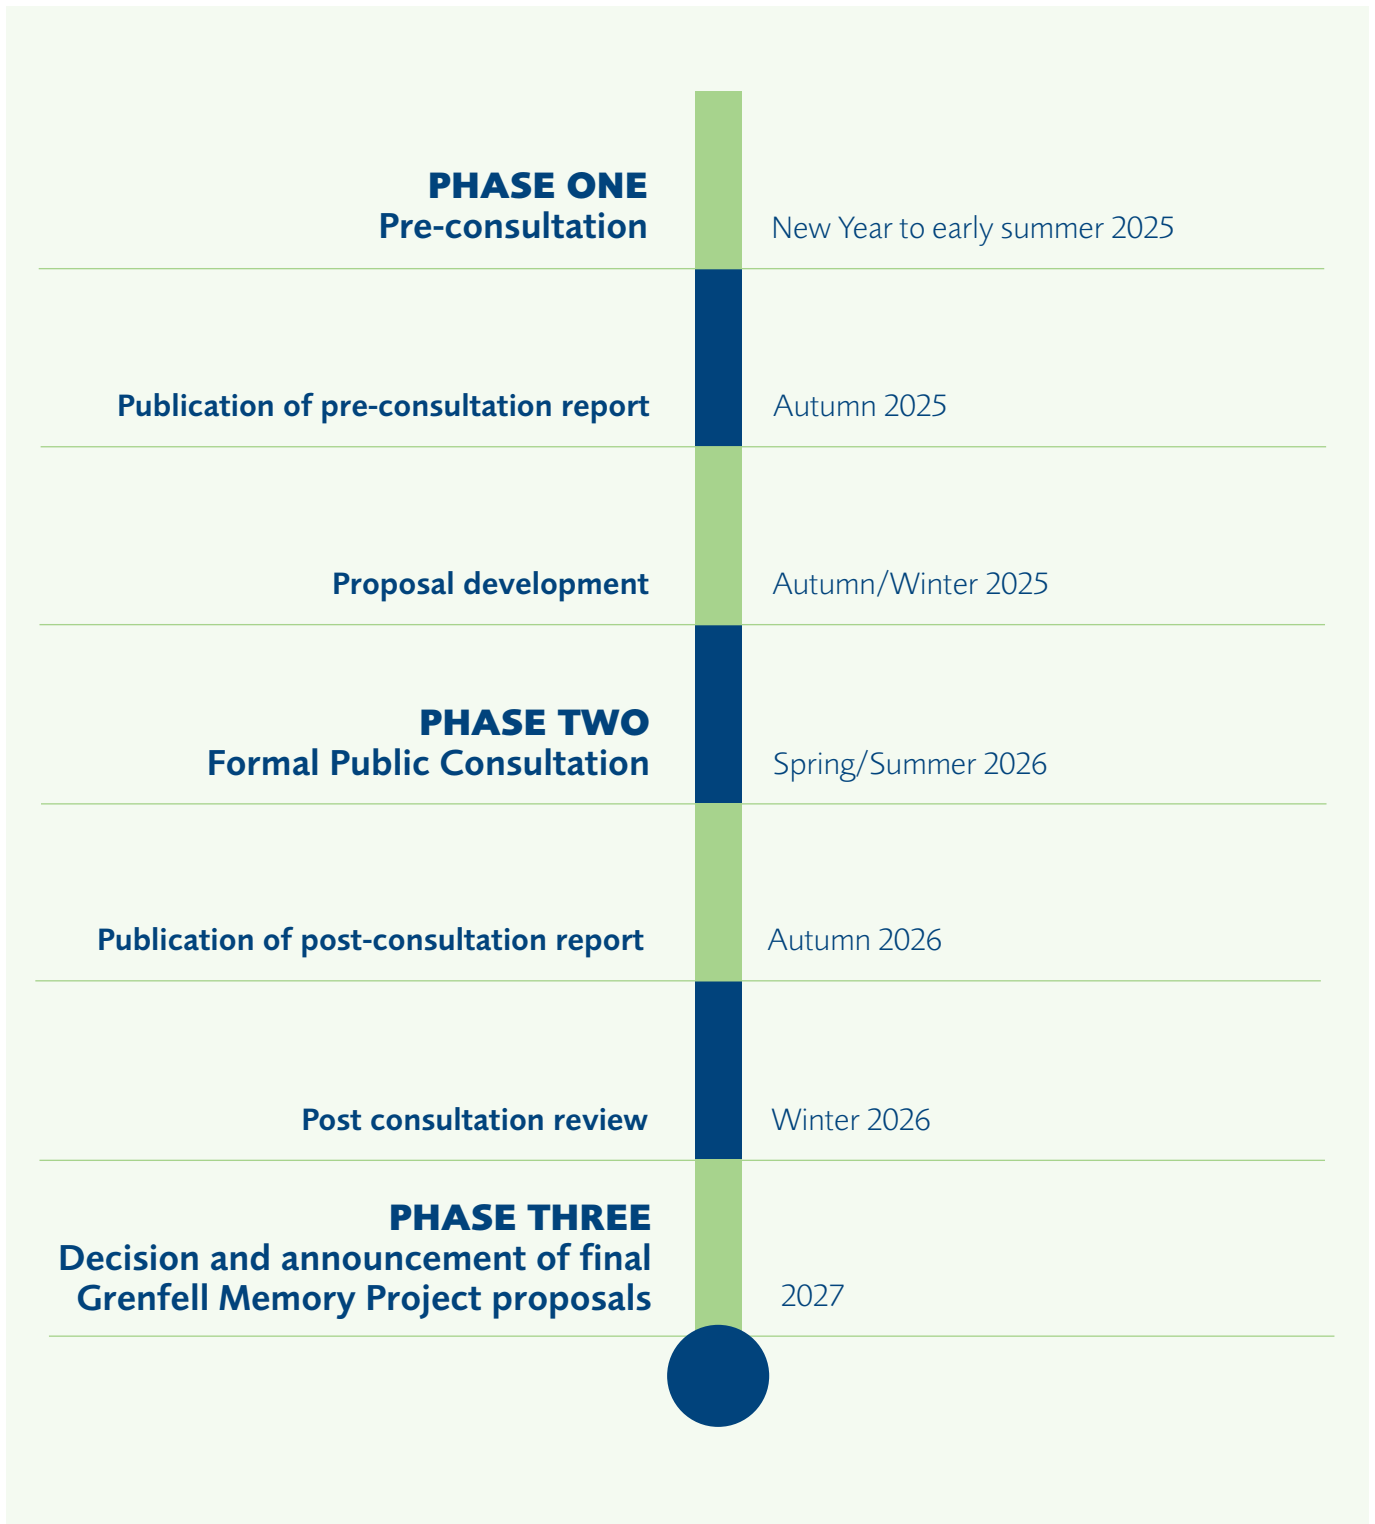 PHASE ONE
Pre-consultation
New Year to early summer 2025
Publication of pre-consultation report
Autumn 2025
Proposal development
Autumn/Winter 2025
PHASE TWO
Formal Public Consultation
Spring/Summer 2026
Publication of post-consultation report
Autumn 2026
Post consultation review
Winter 2026
PHASE THREE
Decision and announcement of final
Grenfell Memory Project proposals
2027